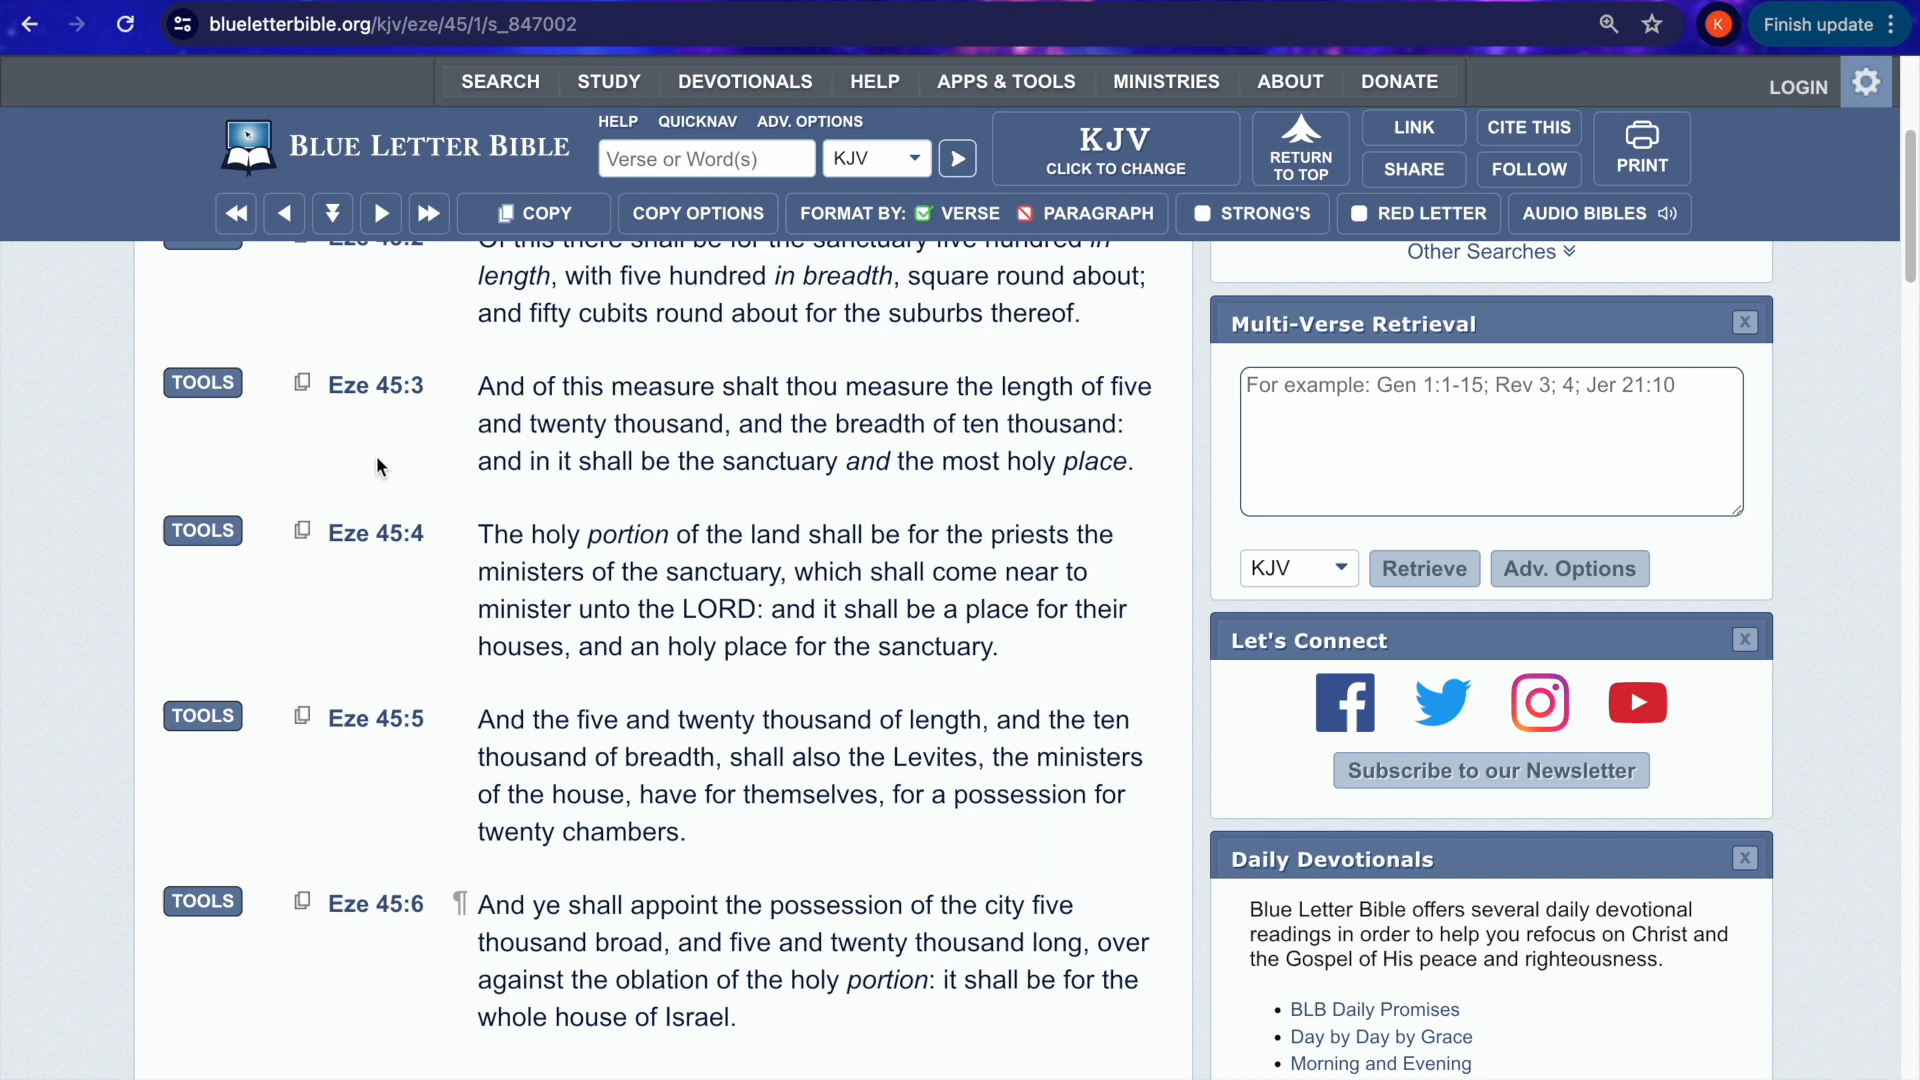 blueletterbible.org/kjv/eze/45/1/s_847002
K
Finish update
SEARCH STUDY DEVOTIONALS HELP APPS & TOOLS MINISTRIES ABOUT DONATE
LOGIN
BLUE LETTER BIBLE
HELP QUICKNAV ADV. OPTIONS
Verse or Word(s)
KJV
KJV
CLICK TO CHANGE
RETURN
TO TOP
LINK
CITE THIS
SHARE
FOLLOW
PRINT
COPY
COPY OPTIONS
FORMAT BY: VERSE PARAGRAPH
STRONG'S
RED LETTER
AUDIO BIBLES
Eze 45:2 Of this there shall be for the sanctuary five hundred in
length, with five hundred in breadth, square round about;
and fifty cubits round about for the suburbs thereof.
TOOLS Eze 45:3 And of this measure shalt thou measure the length of five
and twenty thousand, and the breadth of ten thousand:
and in it shall be the sanctuary and the most holy place.
TOOLS Eze 45:4 The holy portion of the land shall be for the priests the
ministers of the sanctuary, which shall come near to
minister unto the LORD: and it shall be a place for their
houses, and an holy place for the sanctuary.
TOOLS Eze 45:5 And the five and twenty thousand of length, and the ten
thousand of breadth, shall also the Levites, the ministers
of the house, have for themselves, for a possession for
twenty chambers.
TOOLS Eze 45:6 ¶ And ye shall appoint the possession of the city five
thousand broad, and five and twenty thousand long, over
against the oblation of the holy portion: it shall be for the
whole house of Israel.
Other Searches
Multi-Verse Retrieval X
For example: Gen 1:1-15; Rev 3; 4; Jer 21:10
KJV Retrieve Adv. Options
Let's Connect X
Subscribe to our Newsletter
Daily Devotionals X
Blue Letter Bible offers several daily devotional
readings in order to help you refocus on Christ and
the Gospel of His peace and righteousness.
• BLB Daily Promises
• Day by Day by Grace
• Morning and Evening